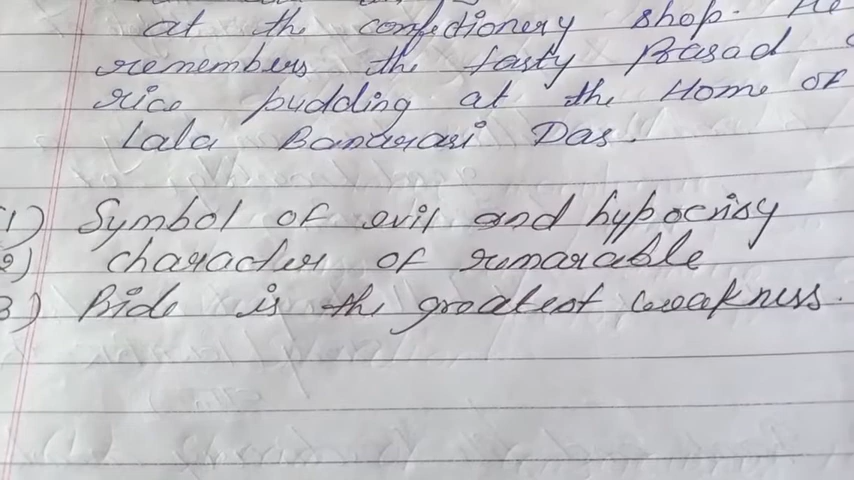 at the confectionery shop. He
remembers the tasty Prasad
rice pudding at the Home OF
Lala Banarasi Das.
1) Symbol of evil and hypocrisy
2) character of remarable
3) Pride is the greatest weakness.